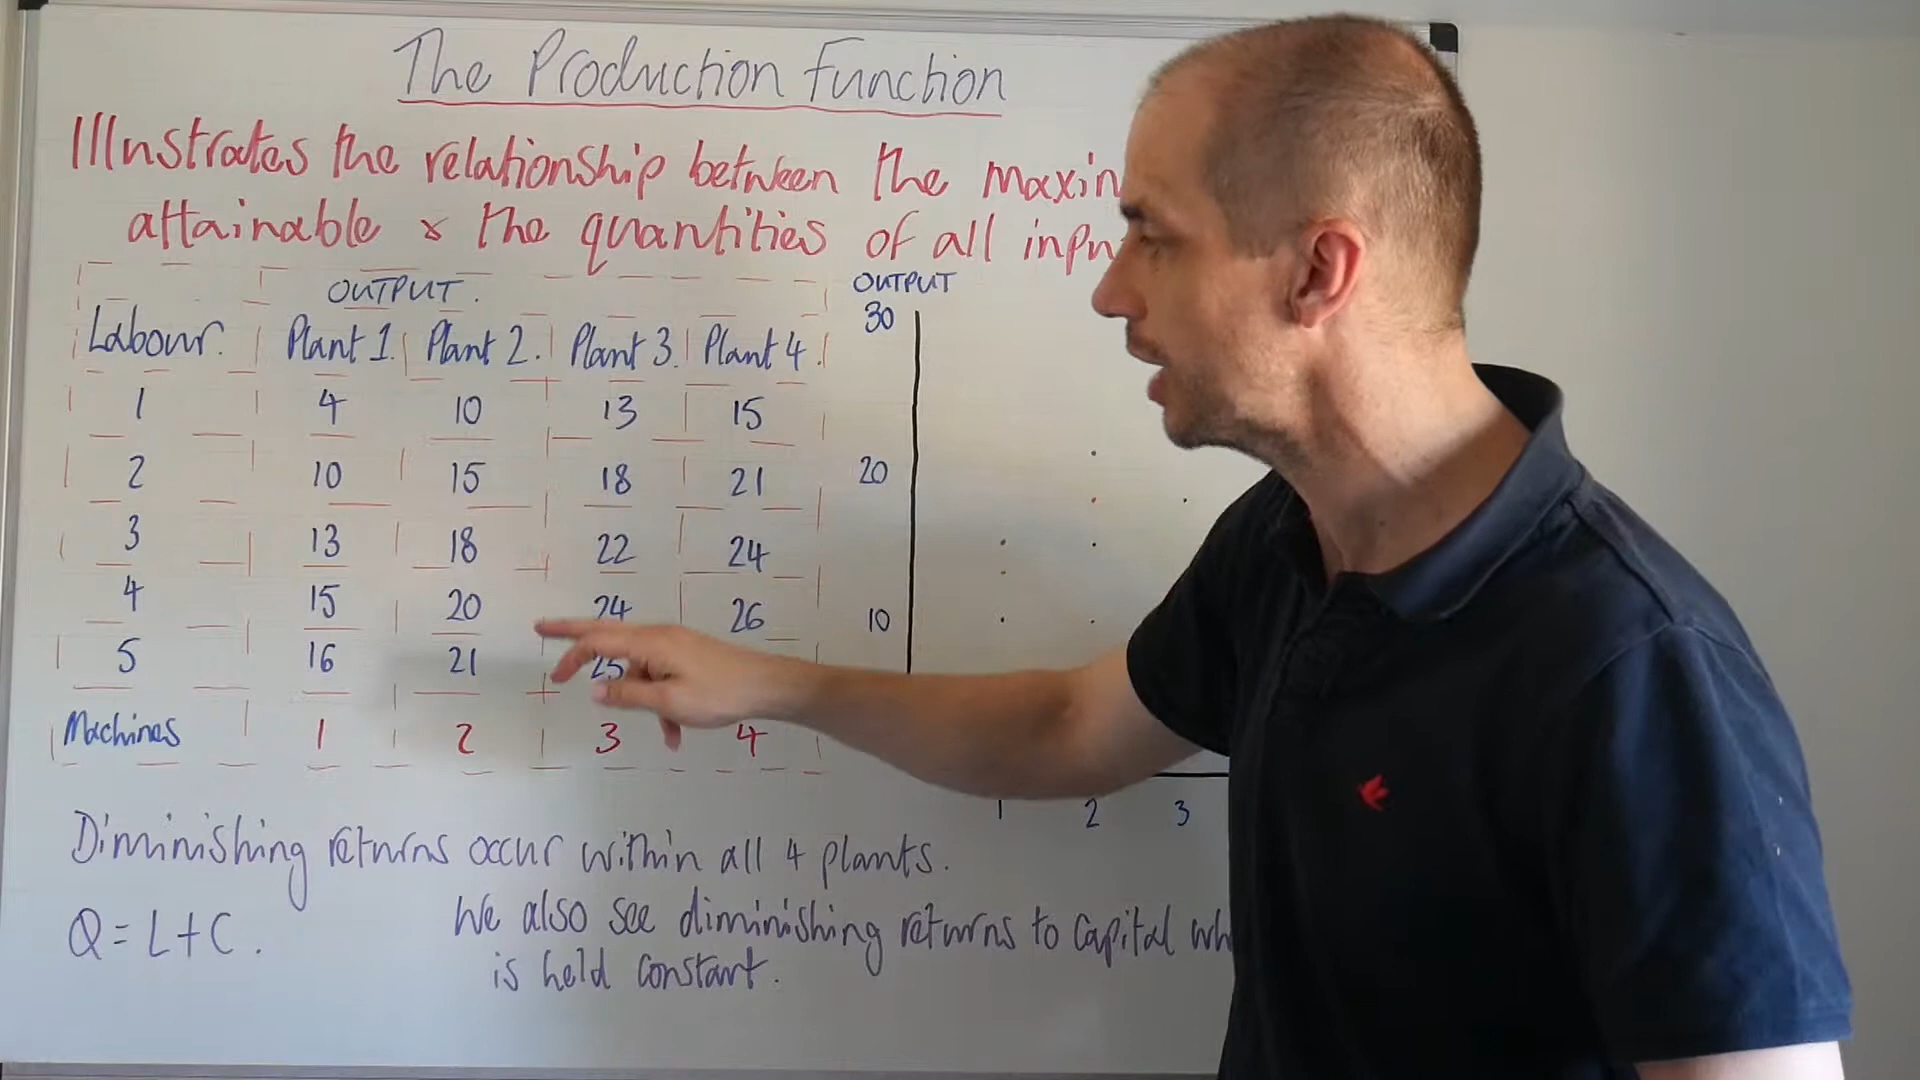 The Production Function
Illustrates the relationship between the
attainable & the quantities of all
OUTPUT.
OUTPUT
30
Labour. Plant 1. Plant 2. Plant 3. Plant 4.
1 4 10 13 15
2 10 15 18 21
20
3 13 18 22 24
4 15 20 24 26
10
5 16 21 25
Machines 1 2 3 4
1 2 3
Diminishing returns occur within all 4 plants.
Q = L + C.
We also see diminishing returns to capital
is held constant.